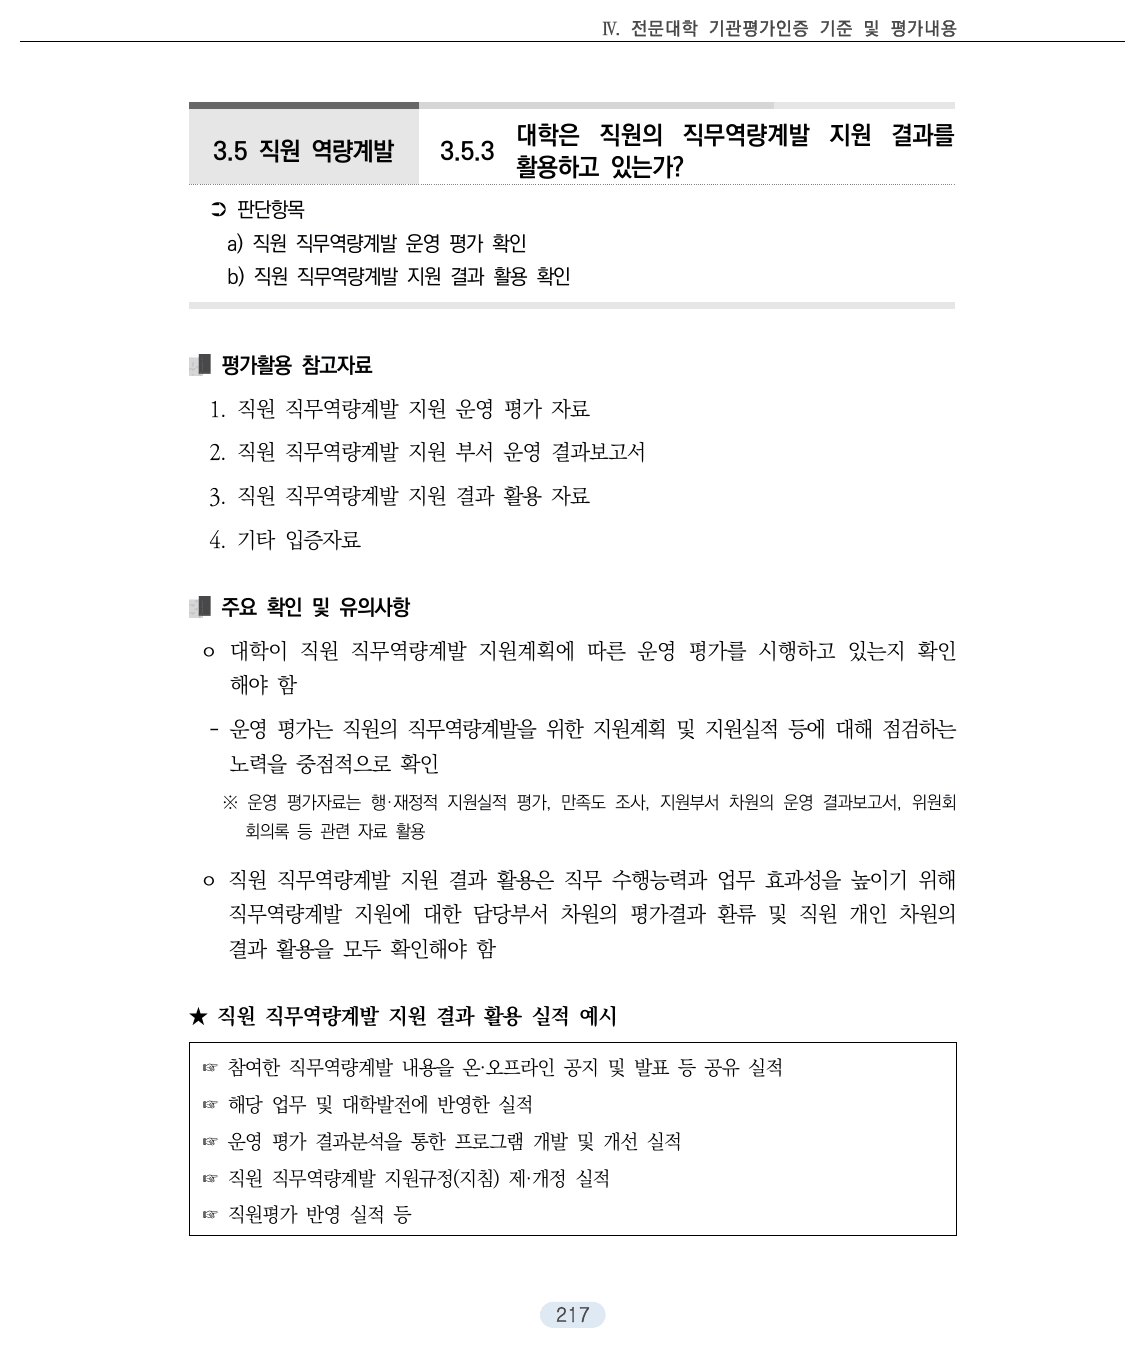 Ⅳ. 전문대학 기관평가인증 기준 및 평가내용
3.5 직원 역량계발
3.5.3 대학은 직원의 직무역량계발 지원 결과를
활용하고 있는가?
➲ 판단항목
a) 직원 직무역량계발 운영 평가 확인
b) 직원 직무역량계발 지원 결과 활용 확인
평가활용 참고자료
1. 직원 직무역량계발 지원 운영 평가 자료
2. 직원 직무역량계발 지원 부서 운영 결과보고서
3. 직원 직무역량계발 지원 결과 활용 자료
4. 기타 입증자료
주요 확인 및 유의사항
ㅇ 대학이 직원 직무역량계발 지원계획에 따른 운영 평가를 시행하고 있는지 확인
해야 함
- 운영 평가는 직원의 직무역량계발을 위한 지원계획 및 지원실적 등에 대해 점검하는
노력을 중점적으로 확인
※ 운영 평가자료는 행·재정적 지원실적 평가, 만족도 조사, 지원부서 차원의 운영 결과보고서, 위원회
회의록 등 관련 자료 활용
ㅇ 직원 직무역량계발 지원 결과 활용은 직무 수행능력과 업무 효과성을 높이기 위해
직무역량계발 지원에 대한 담당부서 차원의 평가결과 환류 및 직원 개인 차원의
결과 활용을 모두 확인해야 함
★ 직원 직무역량계발 지원 결과 활용 실적 예시
☞ 참여한 직무역량계발 내용을 온·오프라인 공지 및 발표 등 공유 실적
☞ 해당 업무 및 대학발전에 반영한 실적
☞ 운영 평가 결과분석을 통한 프로그램 개발 및 개선 실적
☞ 직원 직무역량계발 지원규정(지침) 제·개정 실적
☞ 직원평가 반영 실적 등
217